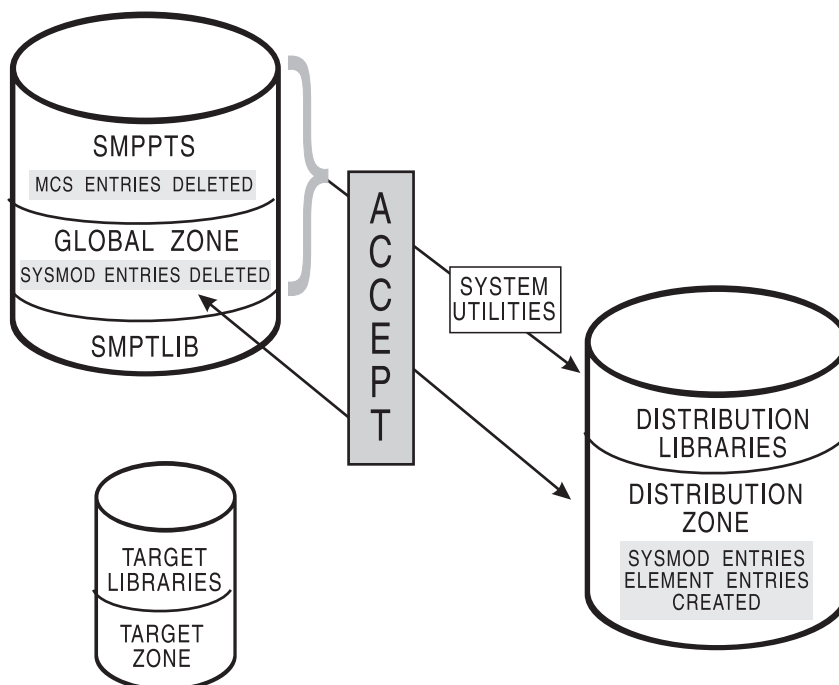 SMPPTS
MCS ENTRIES DELETED
GLOBAL ZONE
SYSMOD ENTRIES DELETED
SMPTLIB
ACCEPT
SYSTEM
UTILITIES
DISTRIBUTION
LIBRARIES
DISTRIBUTION
ZONE
SYSMOD ENTRIES
ELEMENT ENTRIES
CREATED
TARGET
LIBRARIES
TARGET
ZONE